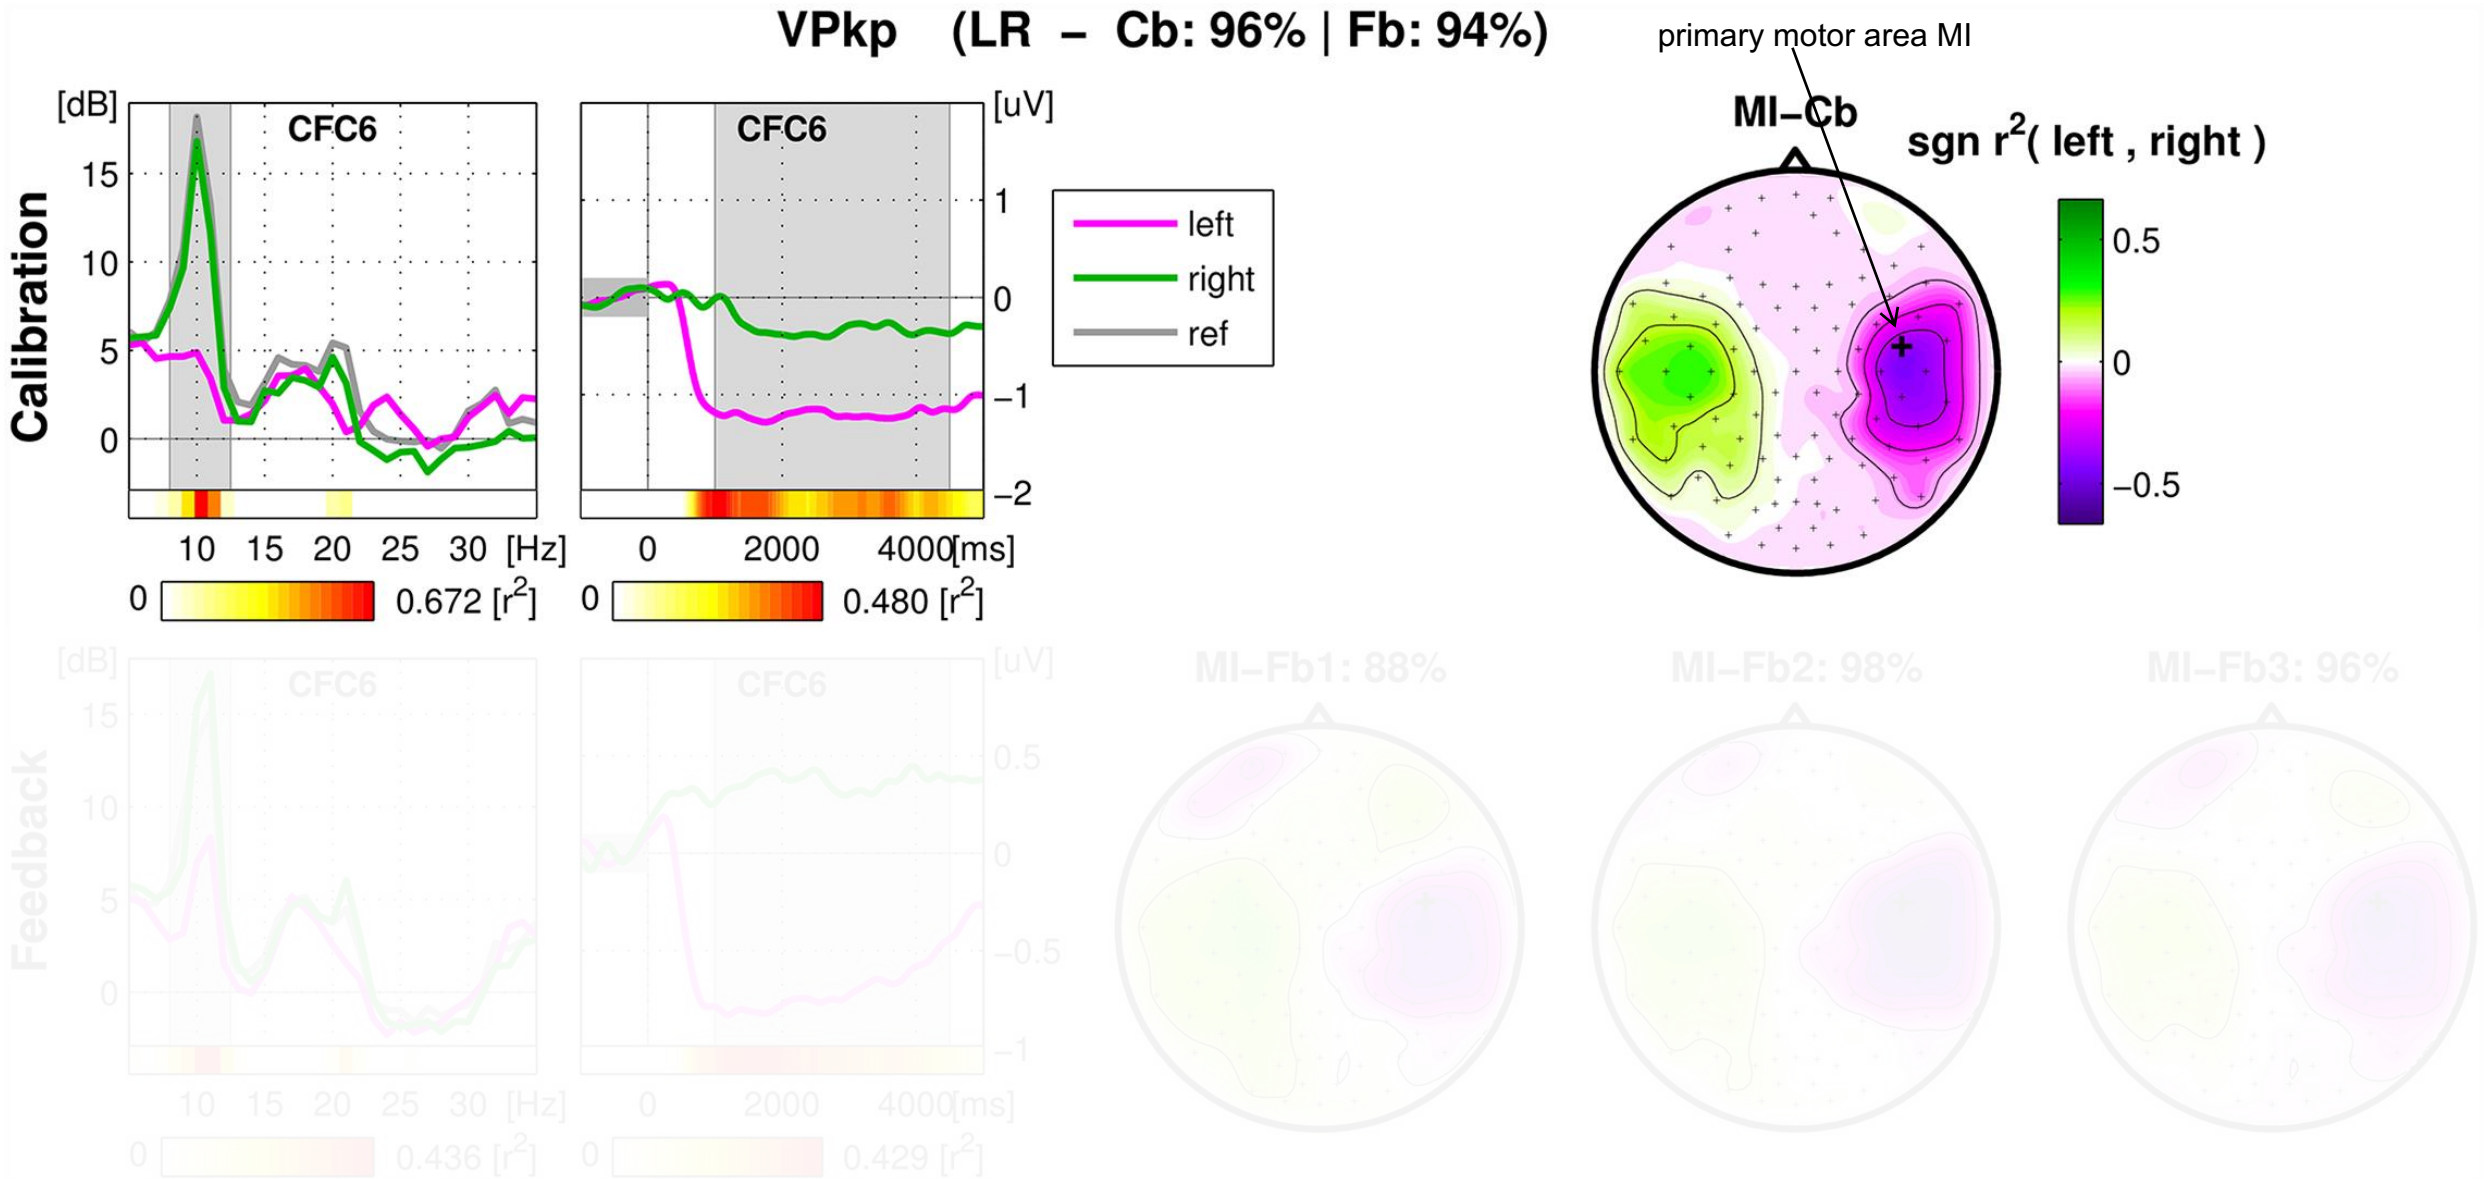 VPkp (LR – Cb: 96% | Fb: 94%)
primary motor area MI
Calibration
[dB]
CFC6
15
10
5
0
10 15 20 25 30 [Hz]
0 0.672 [r2]
[uV]
CFC6
1
0
−1
−2
0 2000 4000[ms]
0 0.480 [r2]
left
right
ref
MI–Cb
sgn r2( left , right )
0.5
0
−0.5
Feedback
[dB]
CFC6
15
10
5
0
10 15 20 25 30 [Hz]
0 0.436 [r2]
[uV]
CFC6
0.5
0
−0.5
−1
0 2000 4000[ms]
0 0.429 [r2]
MI–Fb1: 88%
MI–Fb2: 98%
MI–Fb3: 96%